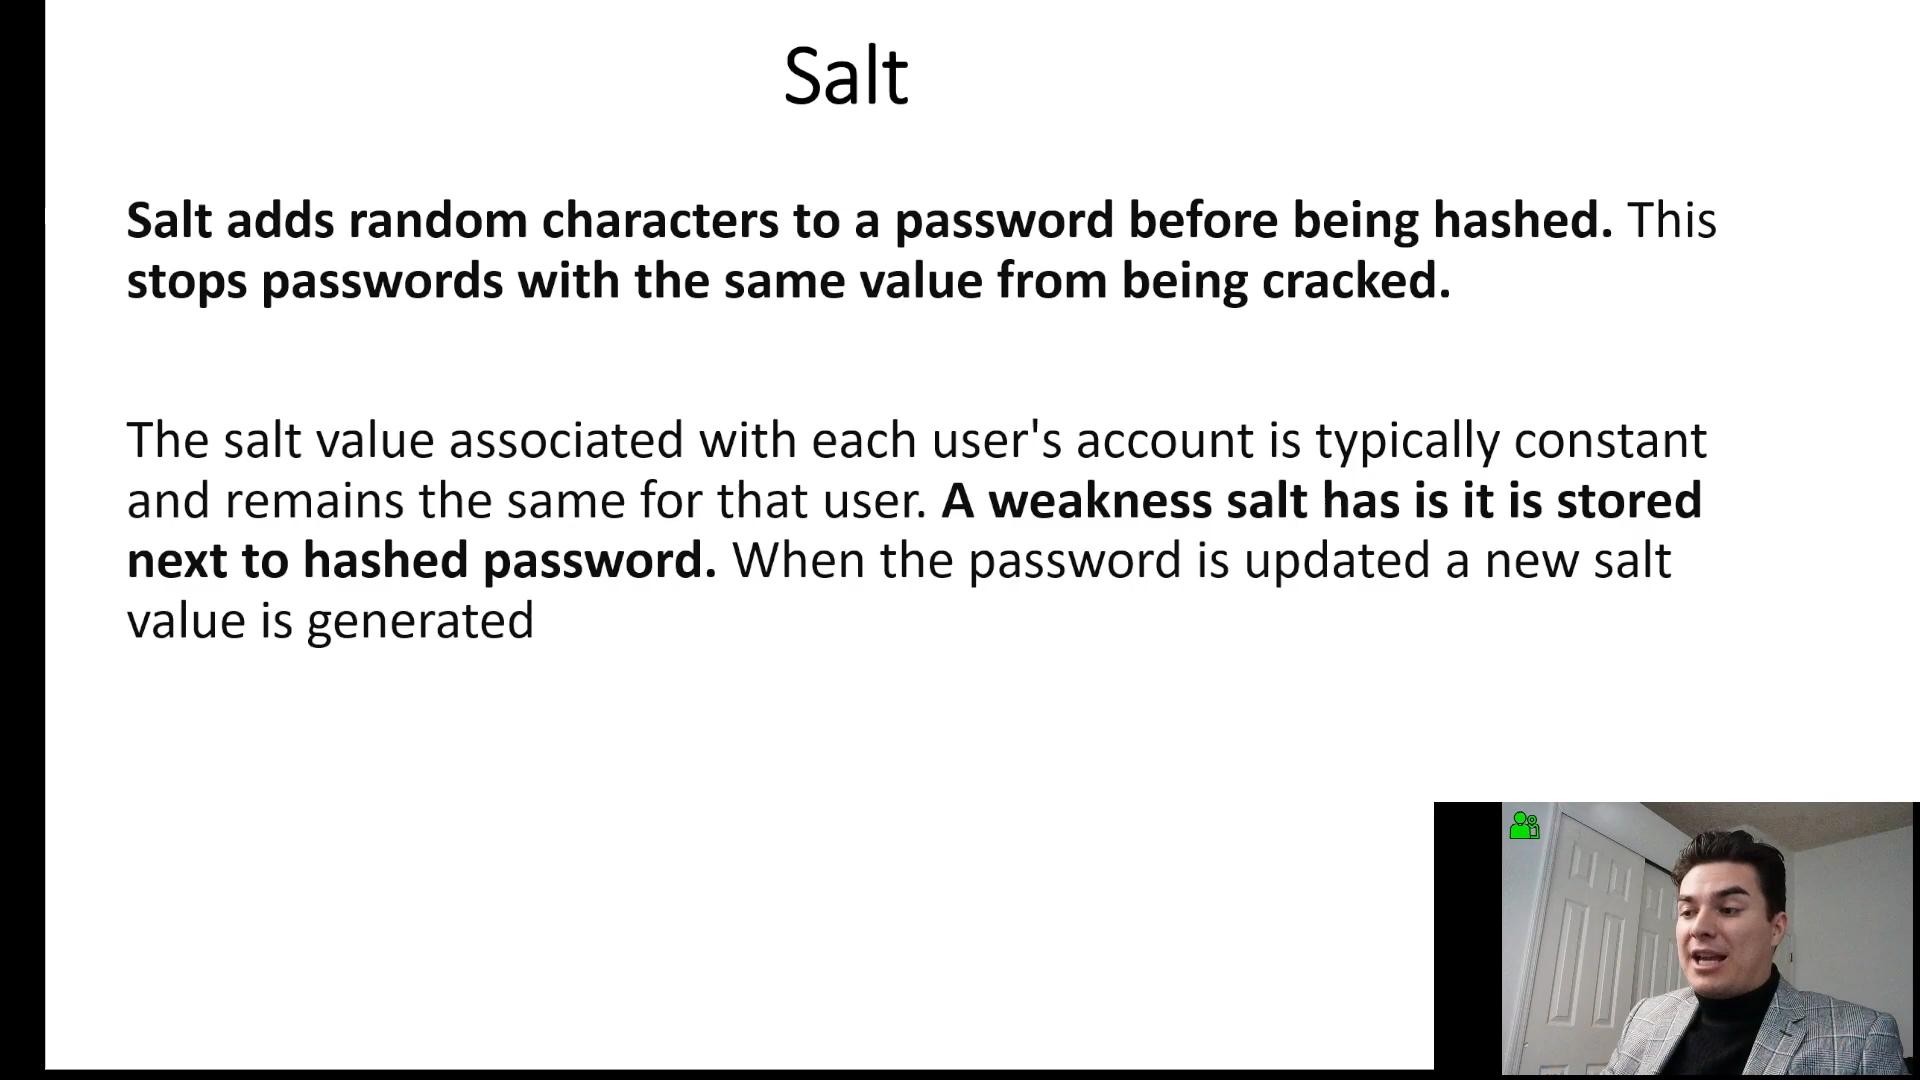 Salt
Salt adds random characters to a password before being hashed. This
stops passwords with the same value from being cracked.
The salt value associated with each user's account is typically constant
and remains the same for that user. A weakness salt has is it is stored
next to hashed password. When the password is updated a new salt
value is generated